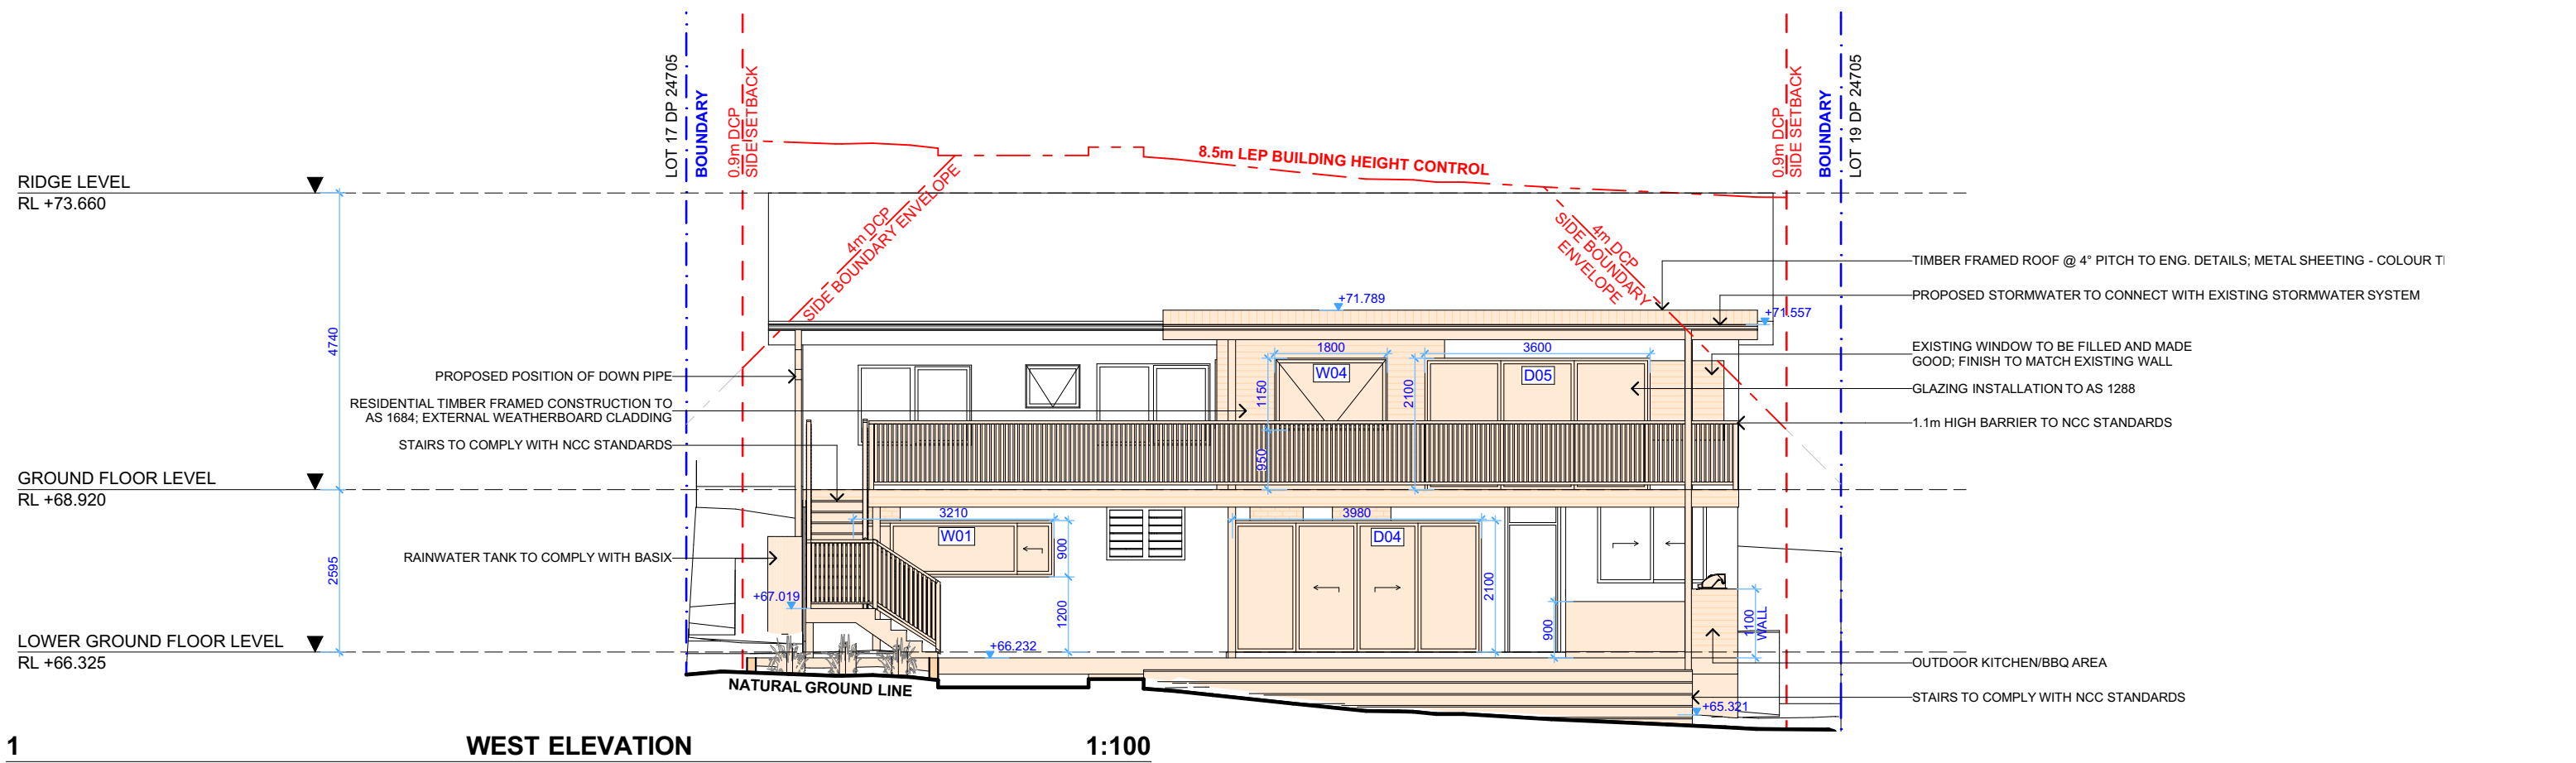 LOT 17 DP 24705
BOUNDARY
0.9m DCP
SIDE SETBACK
0.9m DCP
SIDE SETBACK
BOUNDARY
LOT 19 DP 24705
8.5m LEP BUILDING HEIGHT CONTROL
4m DCP
SIDE BOUNDARY ENVELOPE
4m DCP
SIDE BOUNDARY
ENVELOPE
RIDGE LEVEL
RL +73.660
4740
GROUND FLOOR LEVEL
RL +68.920
2595
LOWER GROUND FLOOR LEVEL
RL +66.325
PROPOSED POSITION OF DOWN PIPE
RESIDENTIAL TIMBER FRAMED CONSTRUCTION TO
AS 1684; EXTERNAL WEATHERBOARD CLADDING
STAIRS TO COMPLY WITH NCC STANDARDS
RAINWATER TANK TO COMPLY WITH BASIX
+71.789
+71.557
1800
3600
W04
D05
1150
2100
950
3210
3980
W01
D04
900
1200
2100
900
1100
WALL
+67.019
+66.232
+65.321
NATURAL GROUND LINE
TIMBER FRAMED ROOF @ 4° PITCH TO ENG. DETAILS; METAL SHEETING - COLOUR
PROPOSED STORMWATER TO CONNECT WITH EXISTING STORMWATER SYSTEM
EXISTING WINDOW TO BE FILLED AND MADE
GOOD; FINISH TO MATCH EXISTING WALL
GLAZING INSTALLATION TO AS 1288
1.1m HIGH BARRIER TO NCC STANDARDS
OUTDOOR KITCHEN/BBQ AREA
STAIRS TO COMPLY WITH NCC STANDARDS
1
WEST ELEVATION
1:100